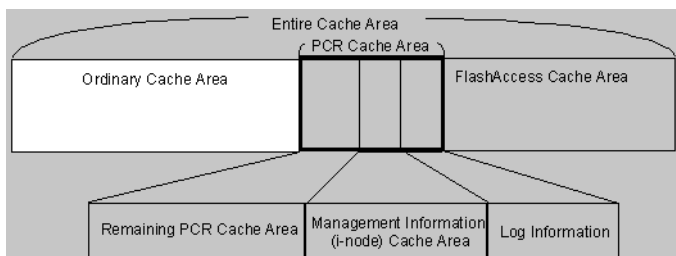 Entire Cache Area
PCR Cache Area
Ordinary Cache Area
FlashAccess Cache Area
Remaining PCR Cache Area
Management Information
(i-node) Cache Area
Log Information